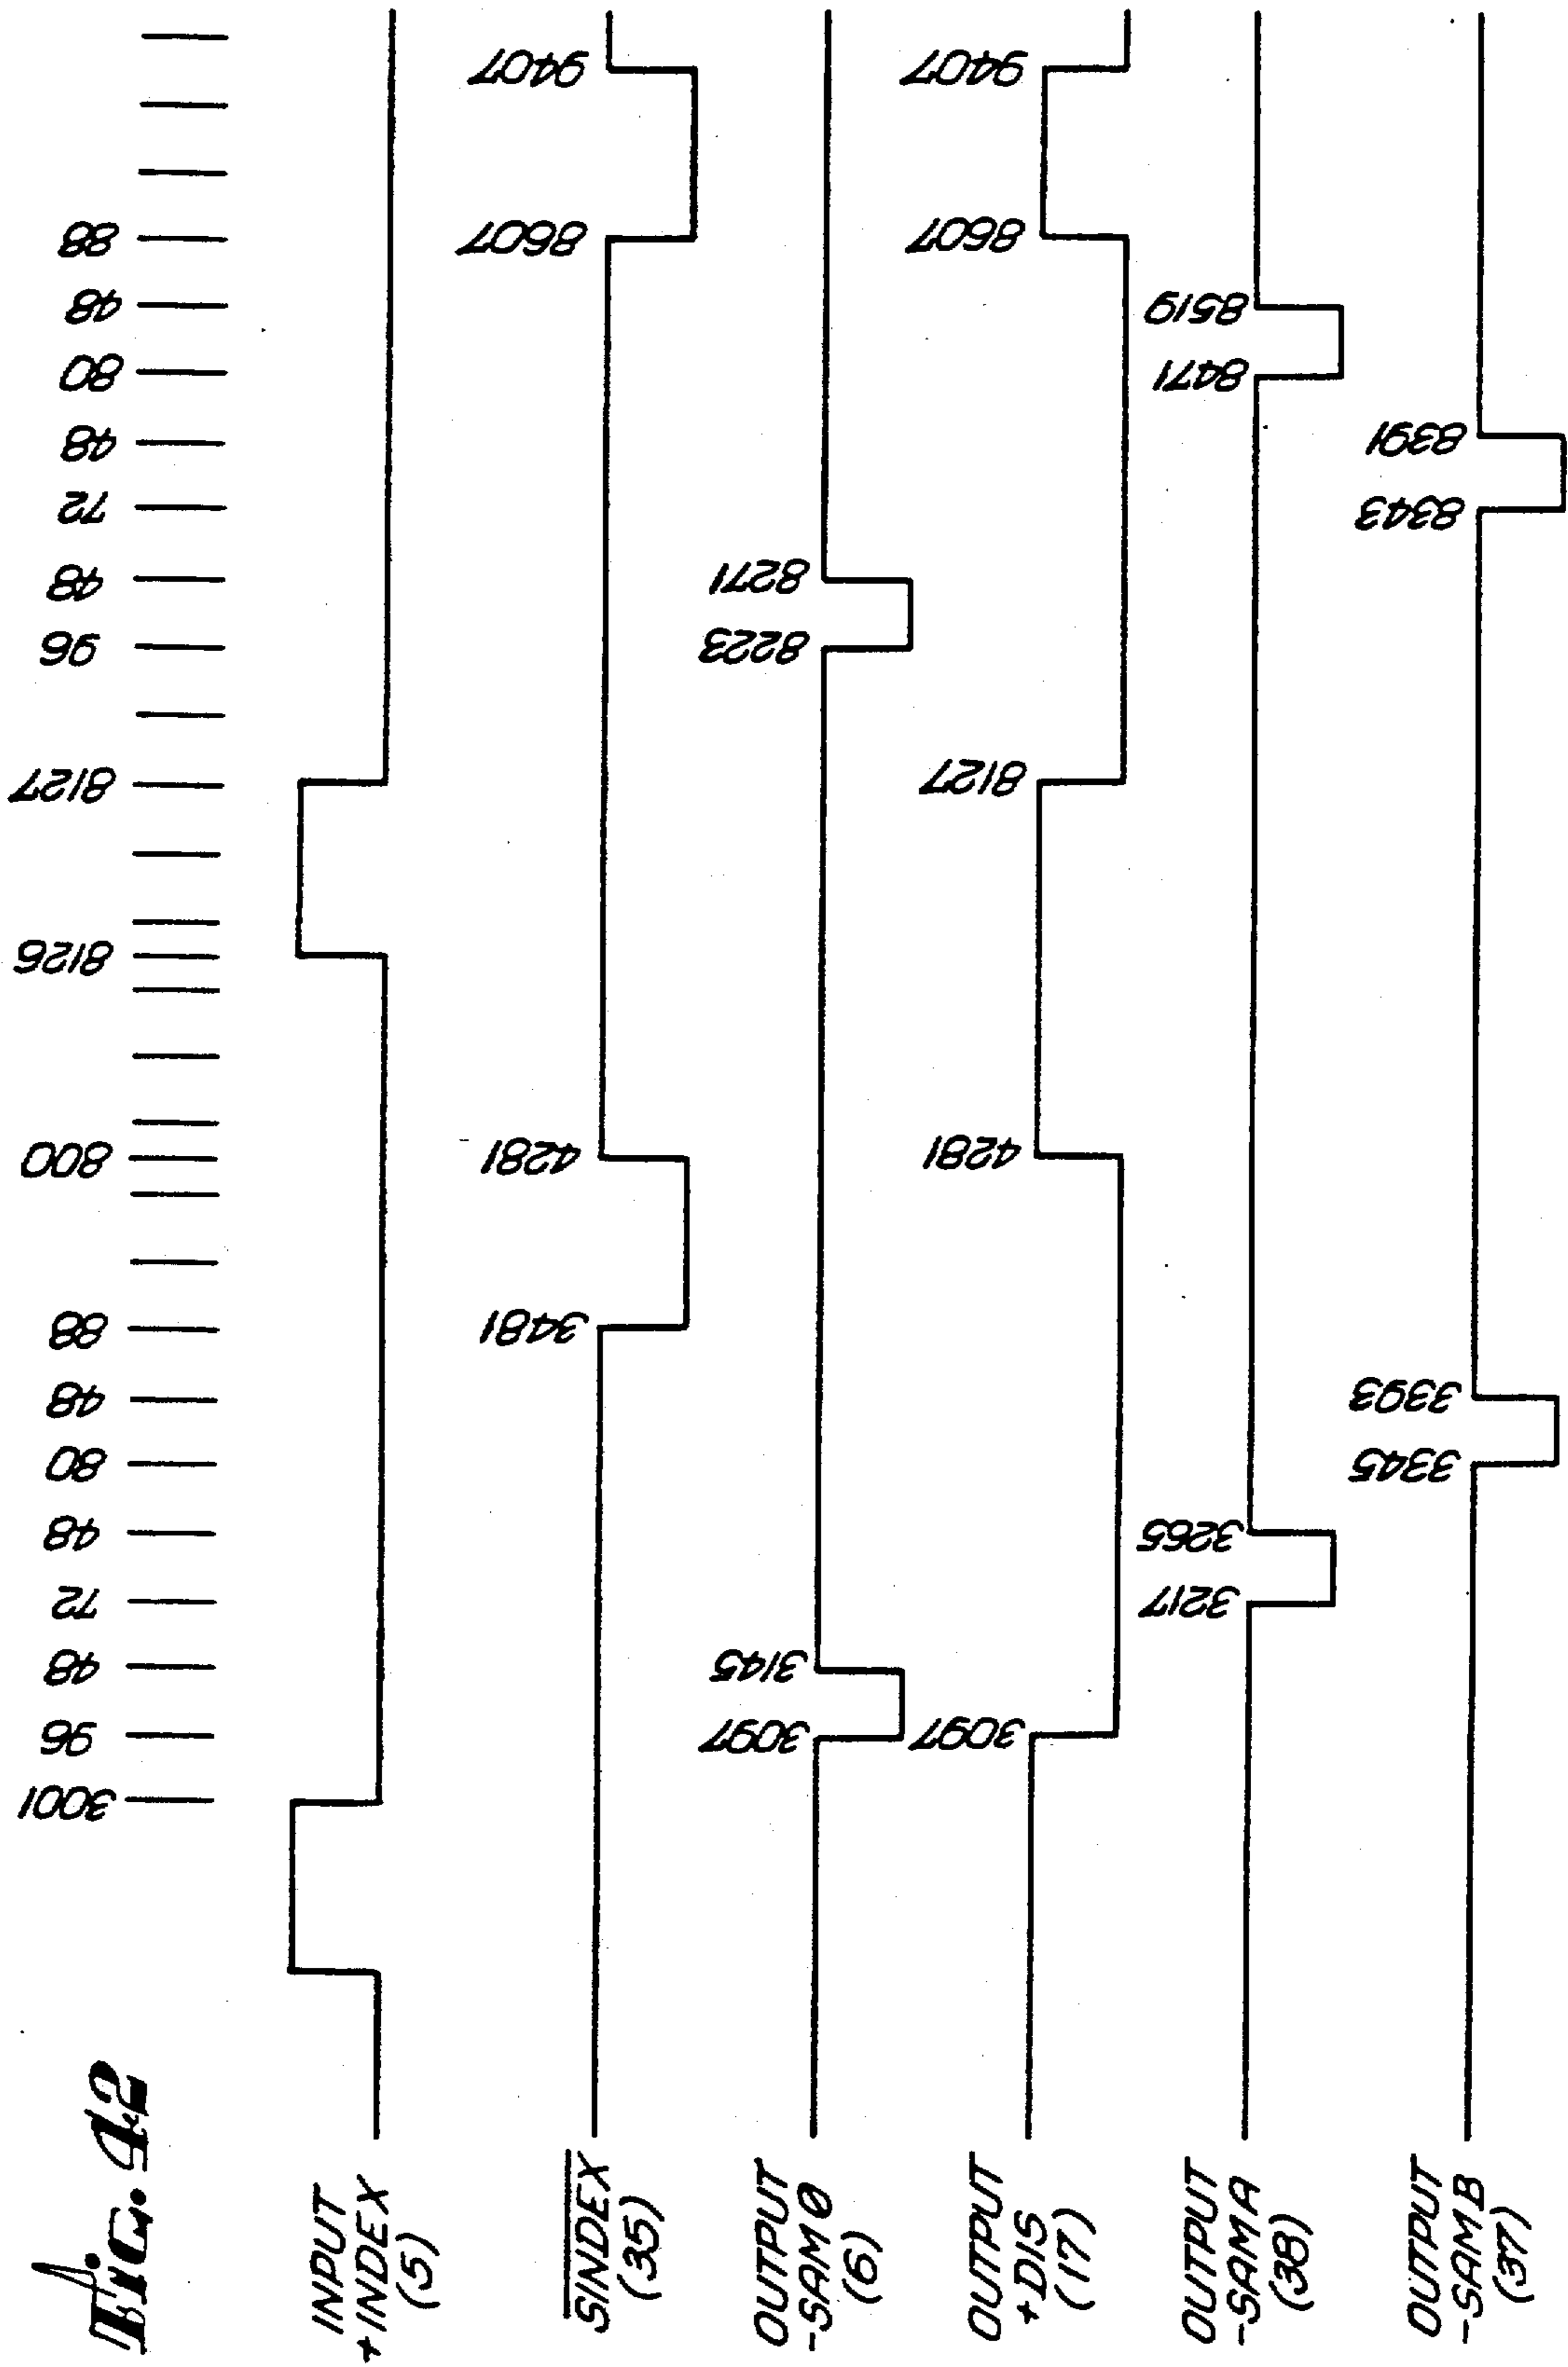 Fig. 42
3001 96 48 72 48 80 48 88 800 8126 8127 96 48 72 48 80 48 88
INPUT
+INDEX
(5)
SINDEX
(35)
3481 4281 8607 9407
OUTPUT
-SAM0
(6)
3097 3145 8223 8271
OUTPUT
+DIS
(17)
3097 4281 8127 8607 9407
OUTPUT
-SAM A
(38)
3217 3265 8471 8519
OUTPUT
-SAM B
(37)
3345 3393 8343 8391